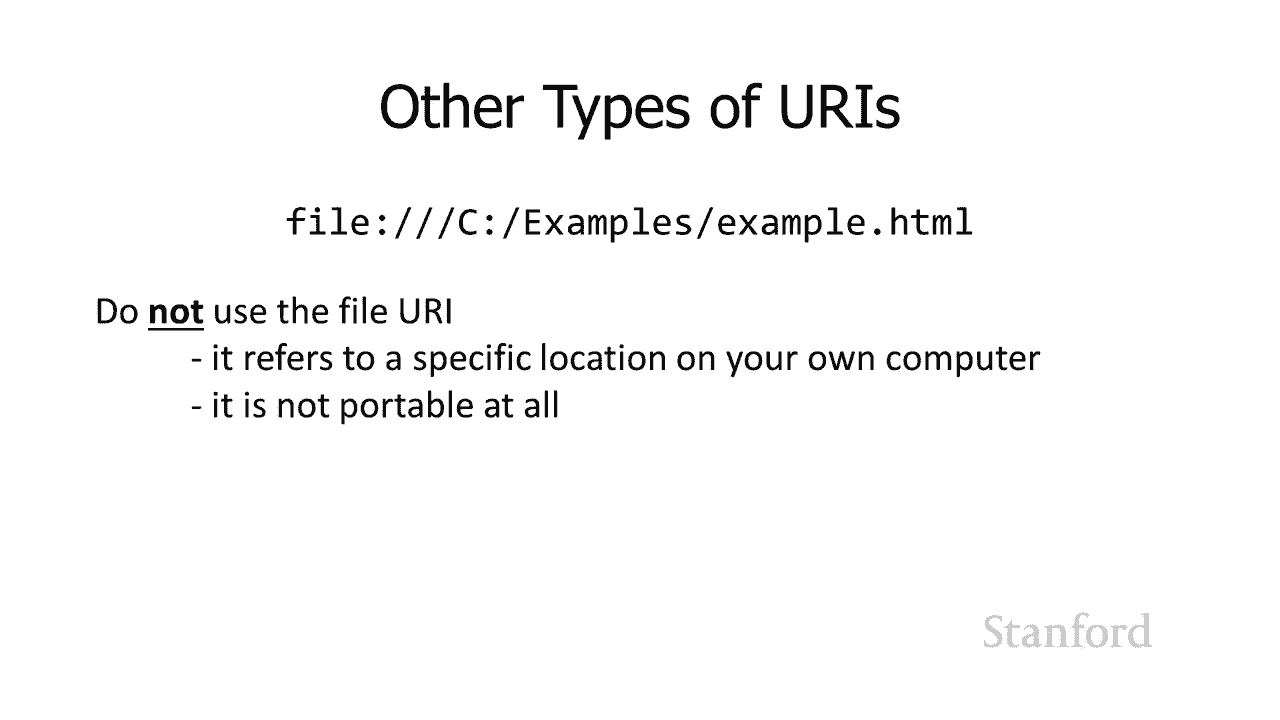 Other Types of URIs
file:///C:/Examples/example.html
Do not use the file URI
- it refers to a specific location on your own computer
- it is not portable at all
Stanford